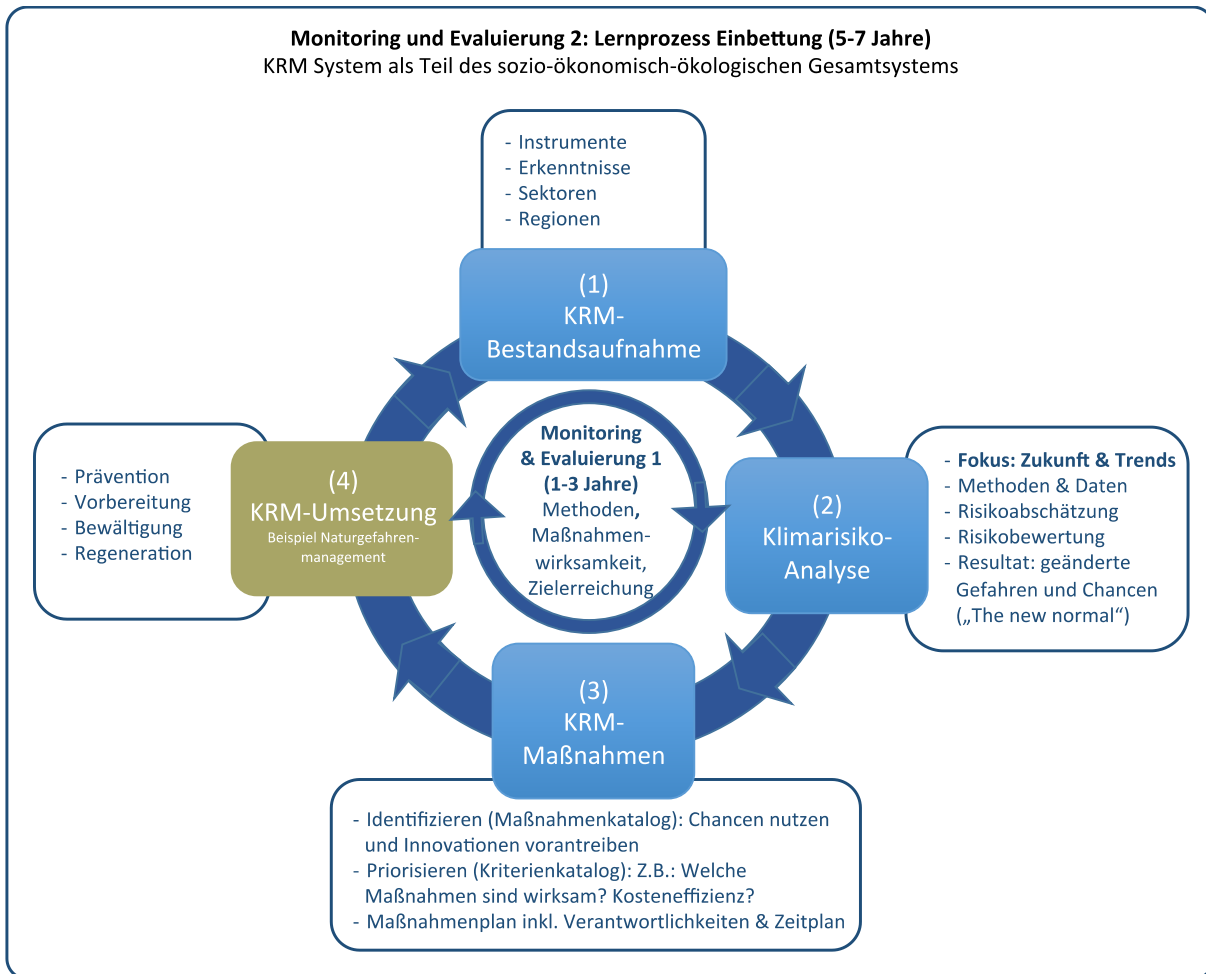 Monitoring und Evaluierung 2: Lernprozess Einbettung (5-7 Jahre)
KRM System als Teil des sozio-ökonomisch-ökologischen Gesamtsystems
- Instrumente
- Erkenntnisse
- Sektoren
- Regionen
(1)
KRM-
Bestandsaufnahme
Monitoring
& Evaluierung 1
(1-3 Jahre)
Methoden,
Maßnahmen-
wirksamkeit,
Zielerreichung
(2)
Klimarisiko-
Analyse
- Fokus: Zukunft & Trends
- Methoden & Daten
- Risikoabschätzung
- Risikobewertung
- Resultat: geänderte
Gefahren und Chancen
(„The new normal“)
(3)
KRM-
Maßnahmen
- Identifizieren (Maßnahmenkatalog): Chancen nutzen
und Innovationen vorantreiben
- Priorisieren (Kriterienkatalog): Z.B.: Welche
Maßnahmen sind wirksam? Kosteneffizienz?
- Maßnahmenplan inkl. Verantwortlichkeiten & Zeitplan
(4)
KRM-Umsetzung
Beispiel Naturgefahren-
management
- Prävention
- Vorbereitung
- Bewältigung
- Regeneration